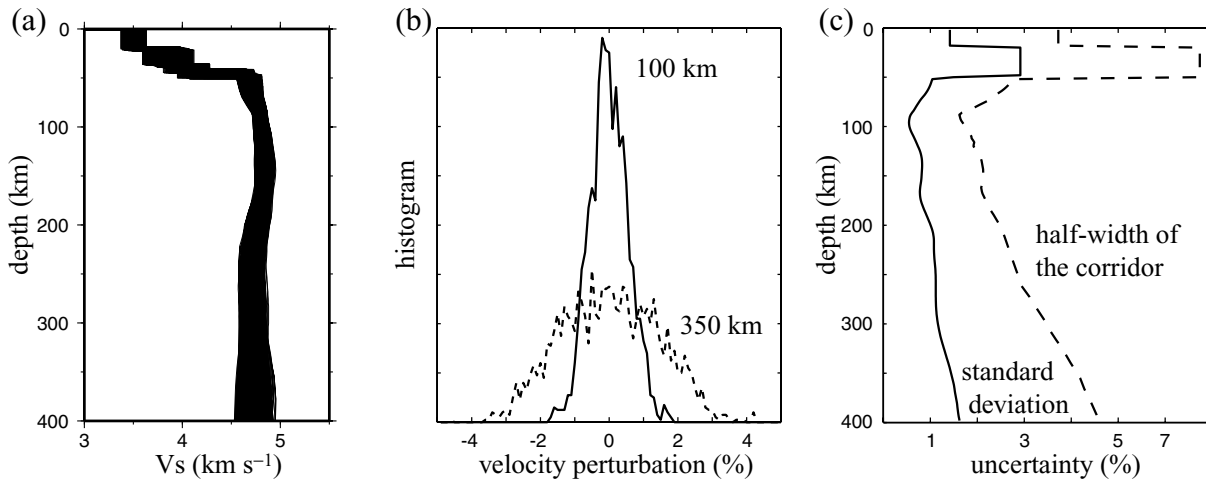 (a)
0
100
200
300
400
depth (km)
3
4
5
Vs (km s⁻¹)
(b)
100 km
350 km
histogram
-4
-2
0
2
4
velocity perturbation (%)
(c)
0
100
200
300
400
depth (km)
half-width of
the corridor
standard
deviation
1
3
5
7
uncertainty (%)